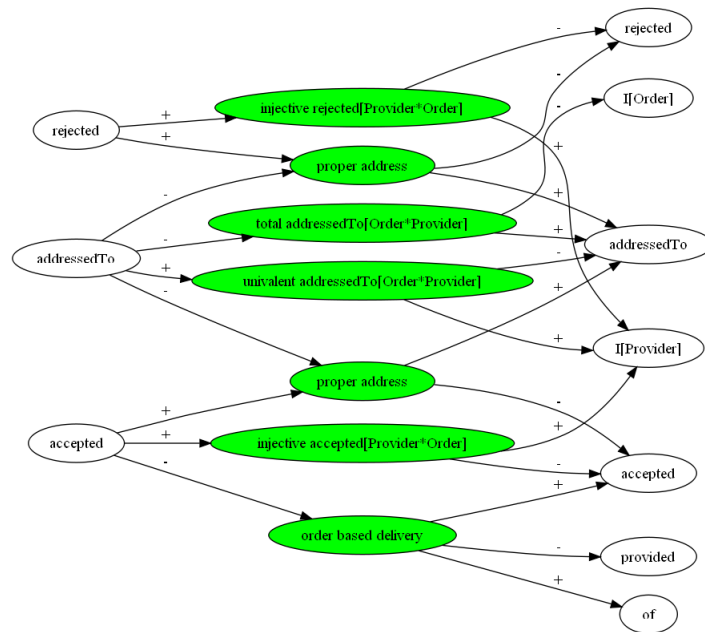 rejected
I[Order]
rejected
injective rejected[Provider*Order]
proper address
total addressedTo[Order*Provider]
univalent addressedTo[Order*Provider]
addressedTo
addressedTo
I[Provider]
proper address
accepted
injective accepted[Provider*Order]
accepted
order based delivery
provided
of
+
+
-
-
+
-
+
+
-
-
-
-
+
+
+
-
+
+
-
+
-
+
-
+